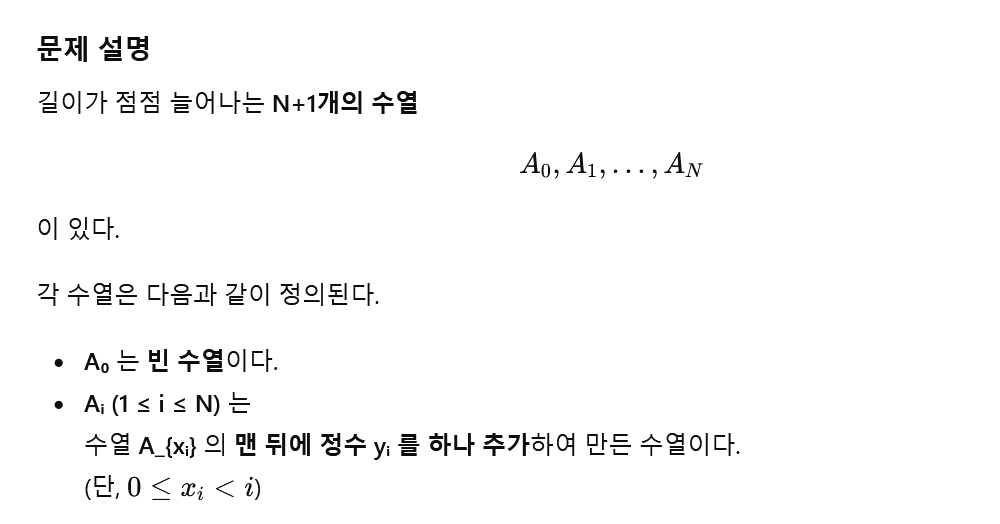 문제 설명
길이가 점점 늘어나는 N+1개의 수열
A₀, A₁, …, A_N
이 있다.
각 수열은 다음과 같이 정의된다.
• A₀ 는 빈 수열이다.
• Aᵢ (1 ≤ i ≤ N) 는
수열 A_{xᵢ} 의 맨 뒤에 정수 yᵢ 를 하나 추가하여 만든 수열이다.
(단, 0 ≤ xᵢ < i)